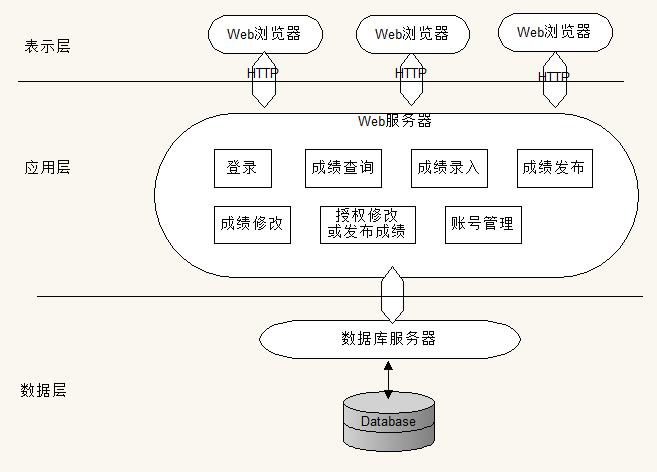 Web浏览器
Web浏览器
Web浏览器
表示层
HTTP
HTTP
HTTP
Web服务器
应用层
登录
成绩查询
成绩录入
成绩发布
成绩修改
授权修改
或发布成绩
账号管理
数据库服务器
数据层
Database